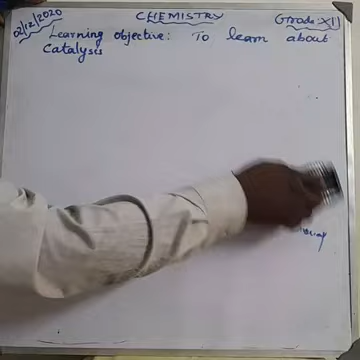 02/12/2020
CHEMISTRY
Grade: XII
Learning objective: To learn about
Catalysis